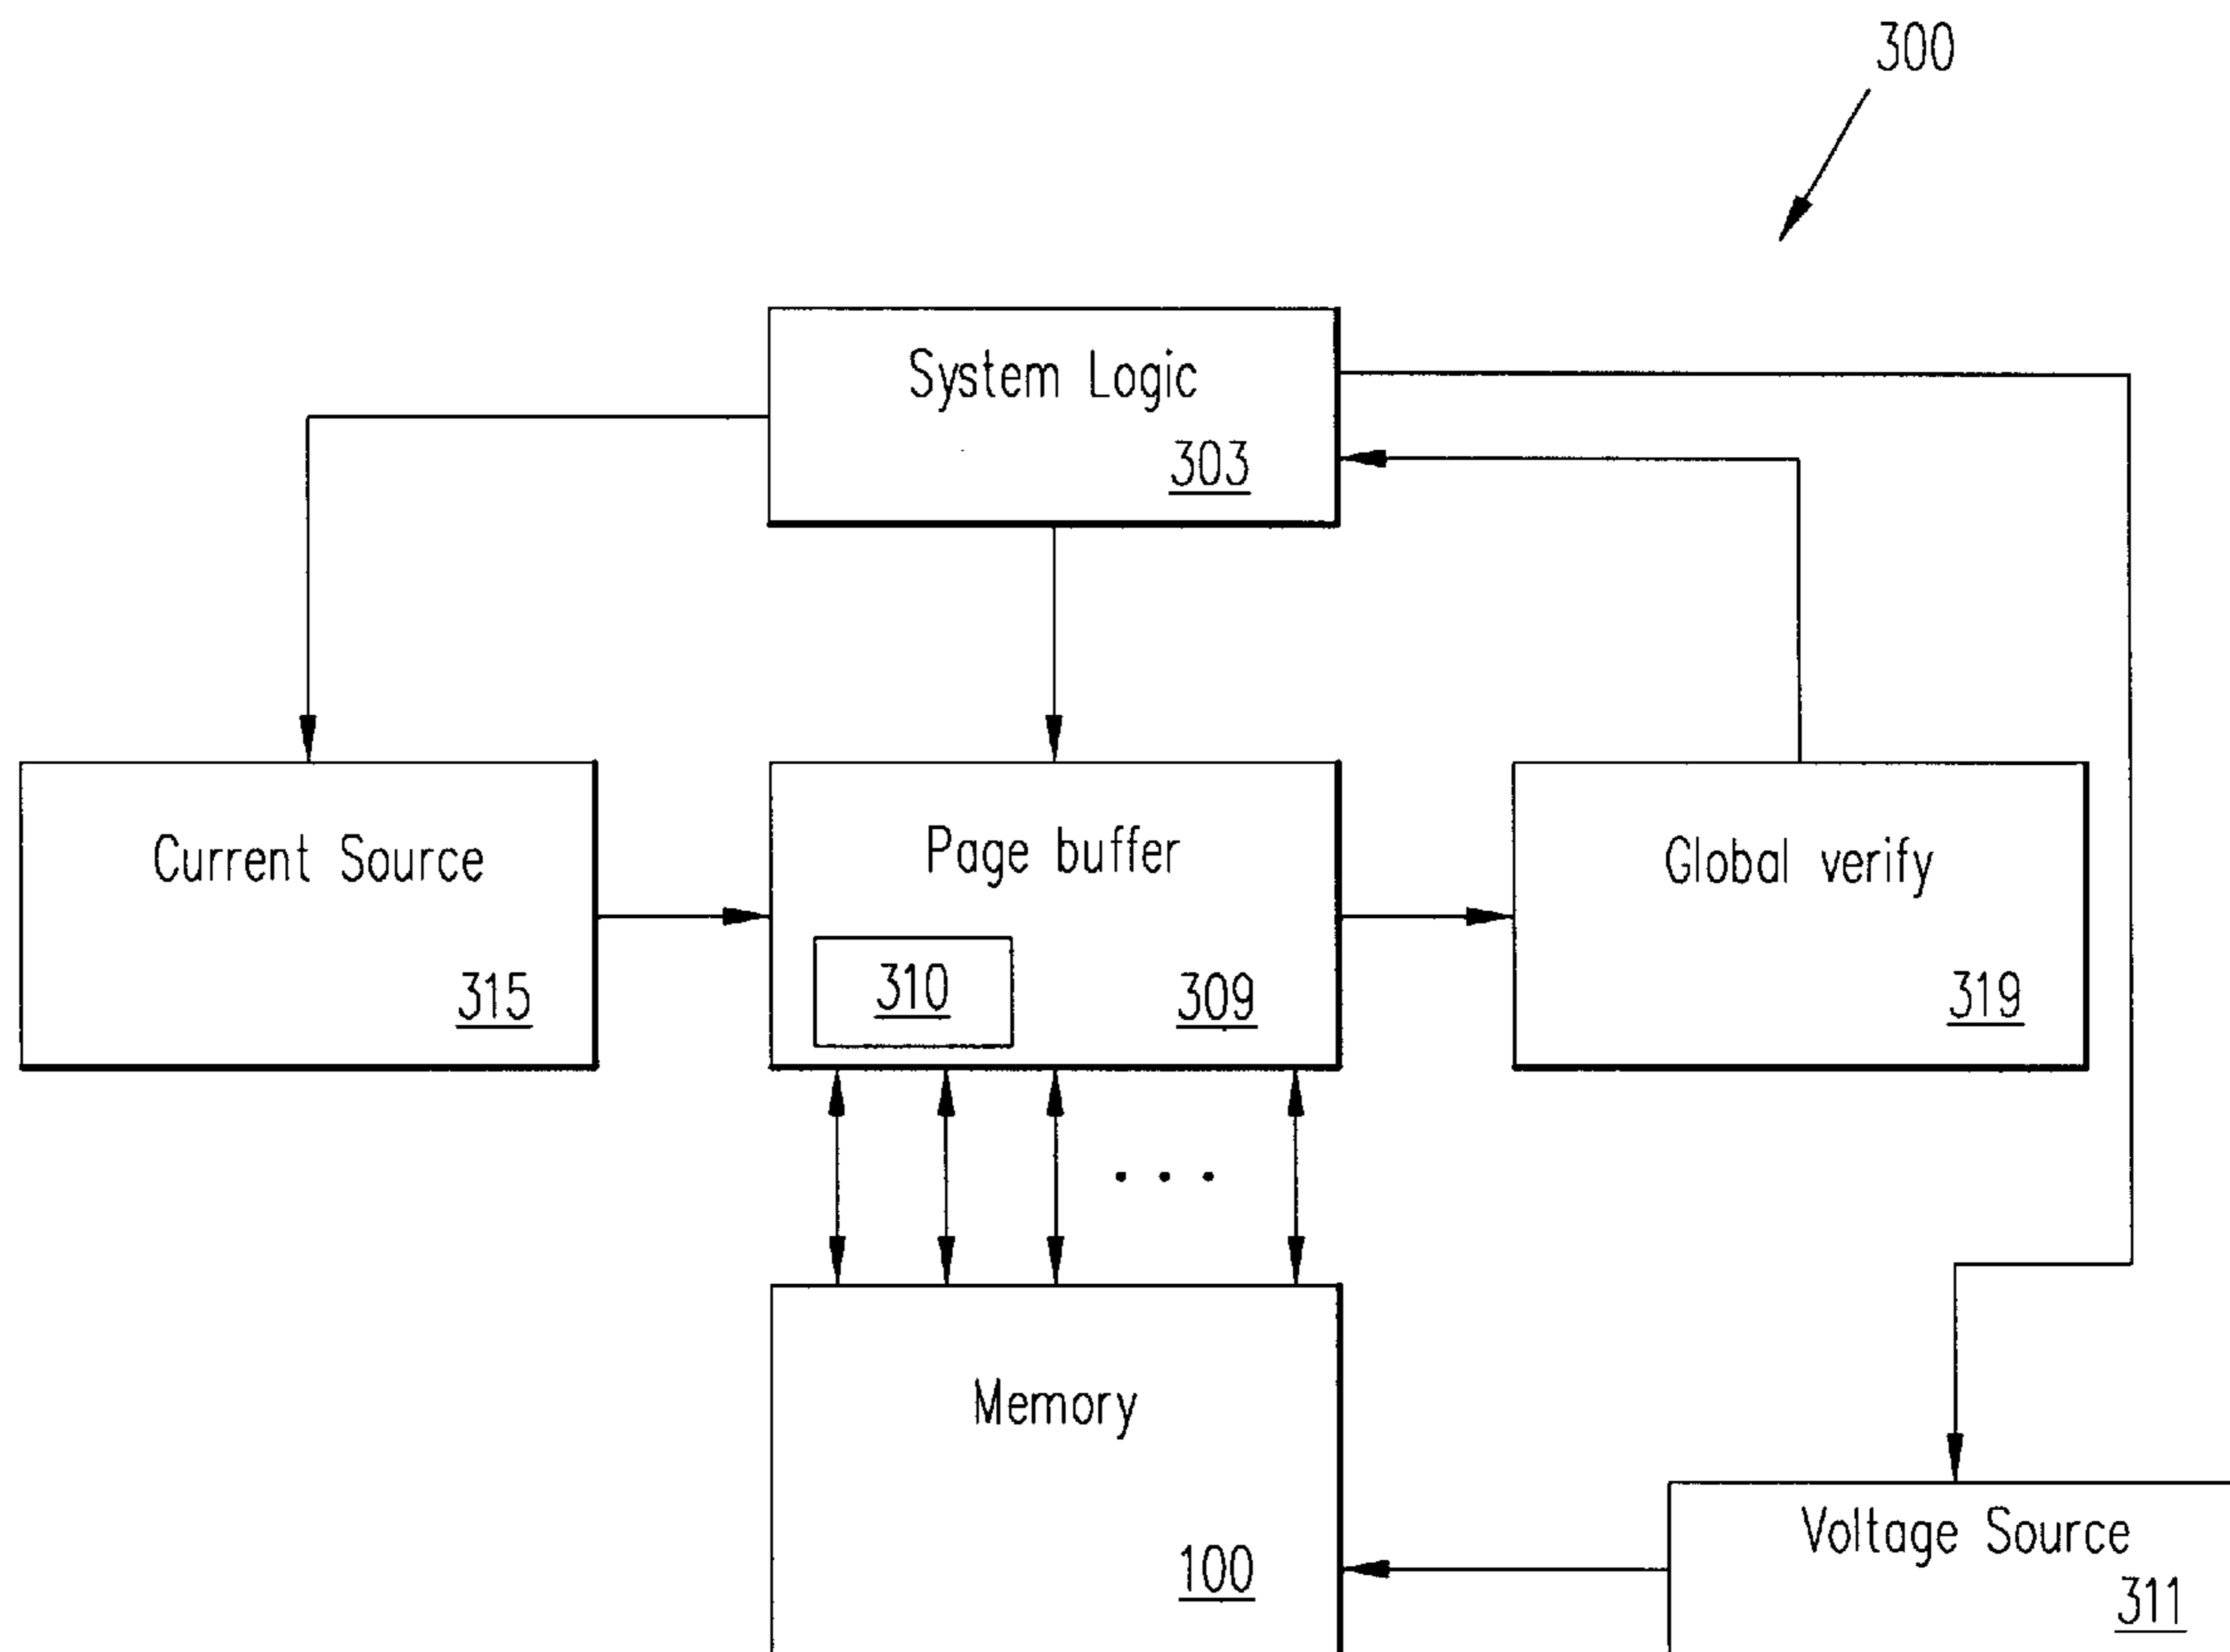 300
System Logic
303
Current Source
315
Page buffer
310
309
Global verify
319
Memory
100
Voltage Source
311